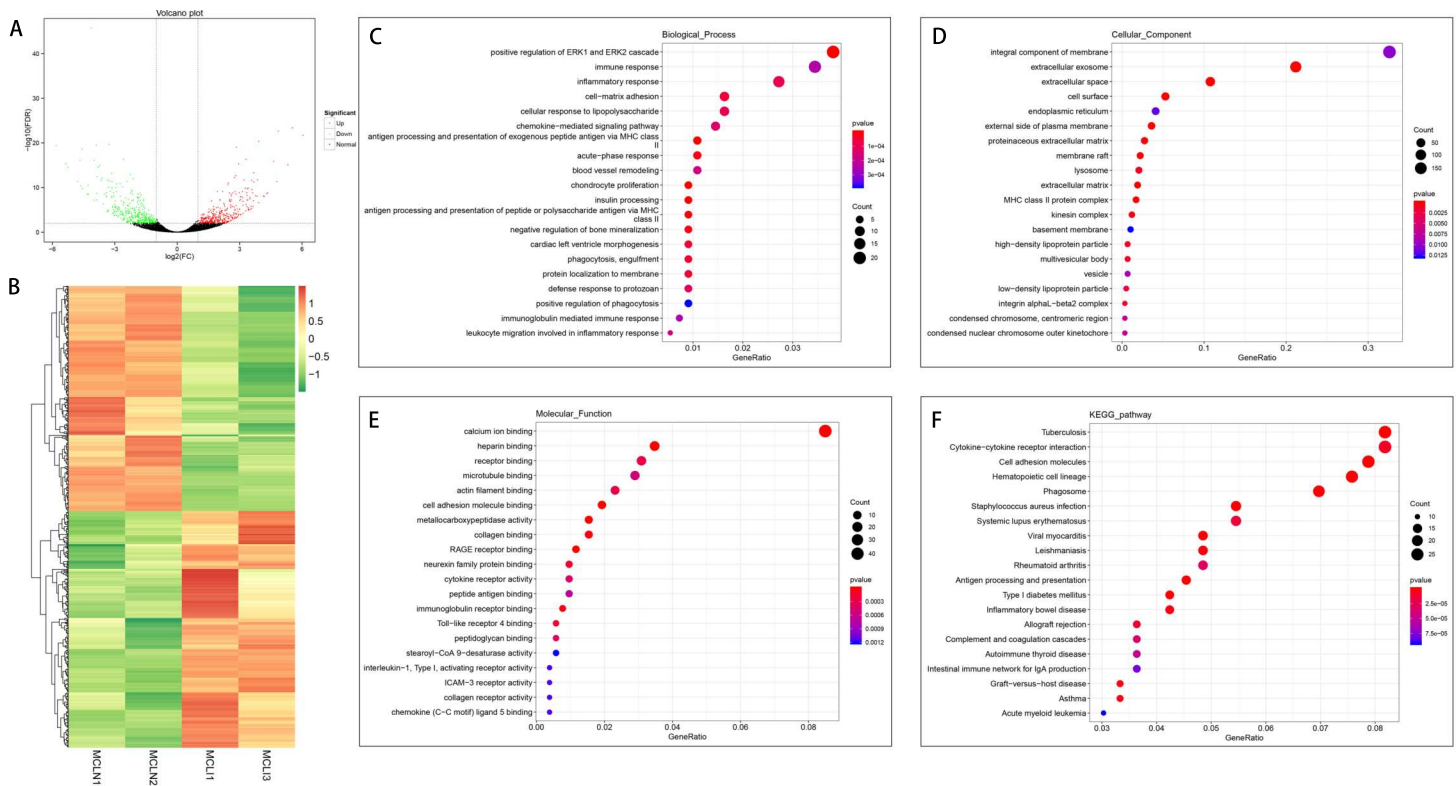 A
Volcano plot
−log10(FDR)
40
30
20
10
0
−6
−3
0
3
6
log2(FC)
Significant
Up
Down
Normal
B
1
0.5
0
−0.5
−1
MCLN1
MCLN2
MCLI1
MCLI3
C
Biological_Process
positive regulation of ERK1 and ERK2 cascade
immune response
inflammatory response
cell−matrix adhesion
cellular response to lipopolysaccharide
chemokine−mediated signaling pathway
antigen processing and presentation of exogenous peptide antigen via MHC class
II
acute−phase response
blood vessel remodeling
chondrocyte proliferation
insulin processing
antigen processing and presentation of peptide or polysaccharide antigen via MHC
class II
negative regulation of bone mineralization
cardiac left ventricle morphogenesis
phagocytosis, engulfment
protein localization to membrane
defense response to protozoan
positive regulation of phagocytosis
immunoglobulin mediated immune response
leukocyte migration involved in inflammatory response
0.01
0.02
0.03
GeneRatio
pvalue
1e−04
2e−04
3e−04
Count
5
10
15
20
D
Cellular_Component
integral component of membrane
extracellular exosome
extracellular space
cell surface
endoplasmic reticulum
external side of plasma membrane
proteinaceous extracellular matrix
membrane raft
lysosome
extracellular matrix
MHC class II protein complex
kinesin complex
basement membrane
high−density lipoprotein particle
multivesicular body
vesicle
low−density lipoprotein particle
integrin alphaL−beta2 complex
condensed chromosome, centromeric region
condensed nuclear chromosome outer kinetochore
0.0
0.1
0.2
0.3
GeneRatio
Count
50
100
150
pvalue
0.0025
0.0050
0.0075
0.0100
0.0125
E
Molecular_Function
calcium ion binding
heparin binding
receptor binding
microtubule binding
actin filament binding
cell adhesion molecule binding
metallocarboxypeptidase activity
collagen binding
RAGE receptor binding
neurexin family protein binding
cytokine receptor activity
peptide antigen binding
immunoglobulin receptor binding
Toll−like receptor 4 binding
peptidoglycan binding
stearoyl−CoA 9−desaturase activity
interleukin−1, Type I, activating receptor activity
ICAM−3 receptor activity
collagen receptor activity
chemokine (C−C motif) ligand 5 binding
0.00
0.02
0.04
0.06
0.08
GeneRatio
Count
10
20
30
40
pvalue
0.0003
0.0006
0.0009
0.0012
F
KEGG_pathway
Tuberculosis
Cytokine−cytokine receptor interaction
Cell adhesion molecules
Hematopoietic cell lineage
Phagosome
Staphylococcus aureus infection
Systemic lupus erythematosus
Viral myocarditis
Leishmaniasis
Rheumatoid arthritis
Antigen processing and presentation
Type I diabetes mellitus
Inflammatory bowel disease
Allograft rejection
Complement and coagulation cascades
Autoimmune thyroid disease
Intestinal immune network for IgA production
Graft−versus−host disease
Asthma
Acute myeloid leukemia
0.03
0.04
0.05
0.06
0.07
0.08
GeneRatio
Count
10
15
20
25
pvalue
2.5e−05
5.0e−05
7.5e−05